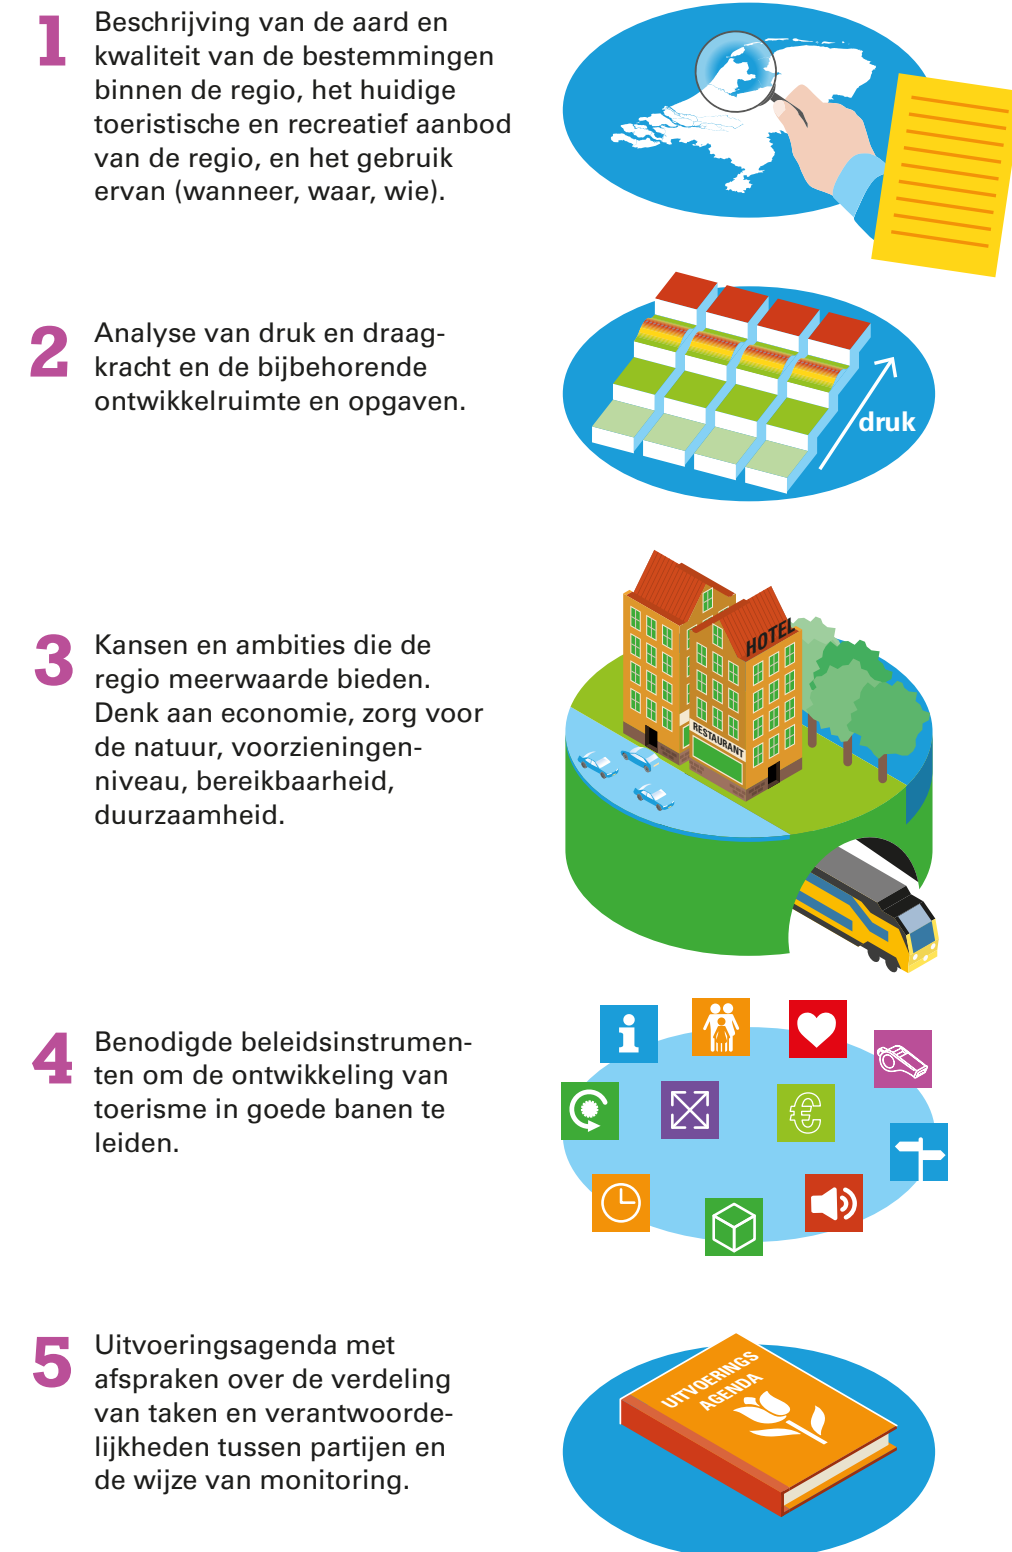 1
Beschrijving van de aard en
kwaliteit van de bestemmingen
binnen de regio, het huidige
toeristische en recreatief aanbod
van de regio, en het gebruik
ervan (wanneer, waar, wie).
2
Analyse van druk en draag-
kracht en de bijbehorende
ontwikkelruimte en opgaven.
druk
3
Kansen en ambities die de
regio meerwaarde bieden.
Denk aan economie, zorg voor
de natuur, voorzieningen-
niveau, bereikbaarheid,
duurzaamheid.
HOTEL
RESTAURANT
4
Benodigde beleidsinstrumen-
ten om de ontwikkeling van
toerisme in goede banen te
leiden.
i
€
5
Uitvoeringsagenda met
afspraken over de verdeling
van taken en verantwoorde-
lijkheden tussen partijen en
de wijze van monitoring.
UITVOERINGS
AGENDA